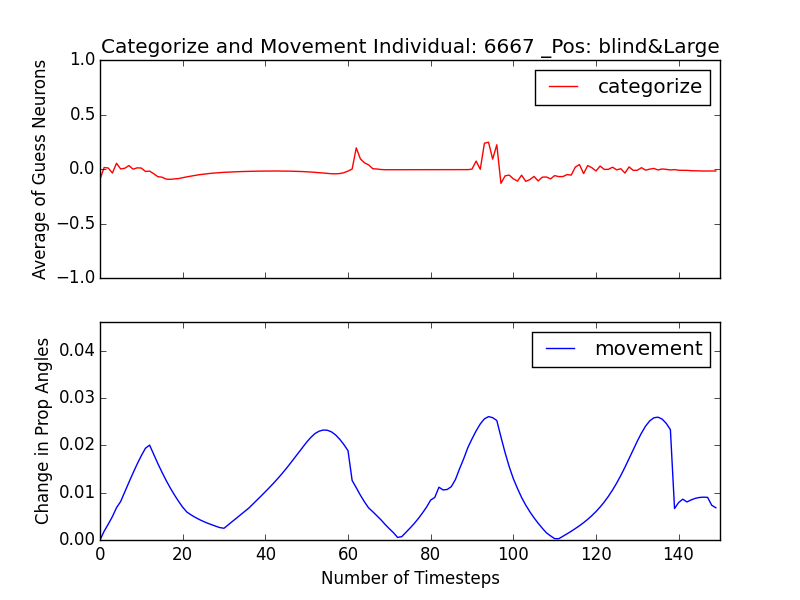 Categorize and Movement Individual: 6667 _Pos: blind&Large
1.0
0.5
0.0
−0.5
−1.0
Average of Guess Neurons
categorize
0.04
0.03
0.02
0.01
0.00
Change in Prop Angles
movement
0 20 40 60 80 100 120 140
Number of Timesteps